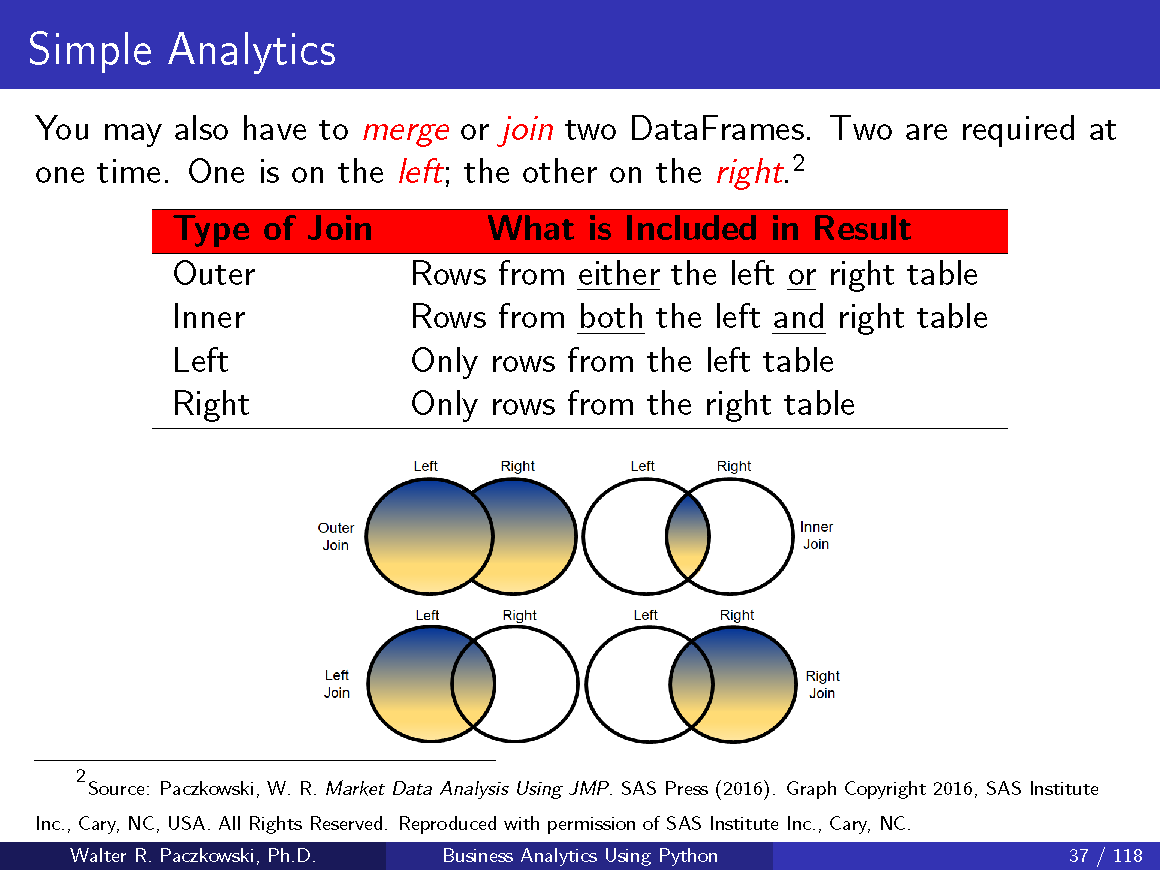 Simple Analytics
You may also have to merge or join two DataFrames. Two are required at
one time. One is on the left; the other on the right.2
Type of Join What is Included in Result
Outer Rows from either the left or right table
Inner Rows from both the left and right table
Left Only rows from the left table
Right Only rows from the right table
Left Right Left Right
Outer
Join
Inner
Join
Left Right Left Right
Left
Join
Right
Join
2Source: Paczkowski, W. R. Market Data Analysis Using JMP. SAS Press (2016). Graph Copyright 2016, SAS Institute
Inc., Cary, NC, USA. All Rights Reserved. Reproduced with permission of SAS Institute Inc., Cary, NC.
Walter R. Paczkowski, Ph.D. Business Analytics Using Python 37 / 118